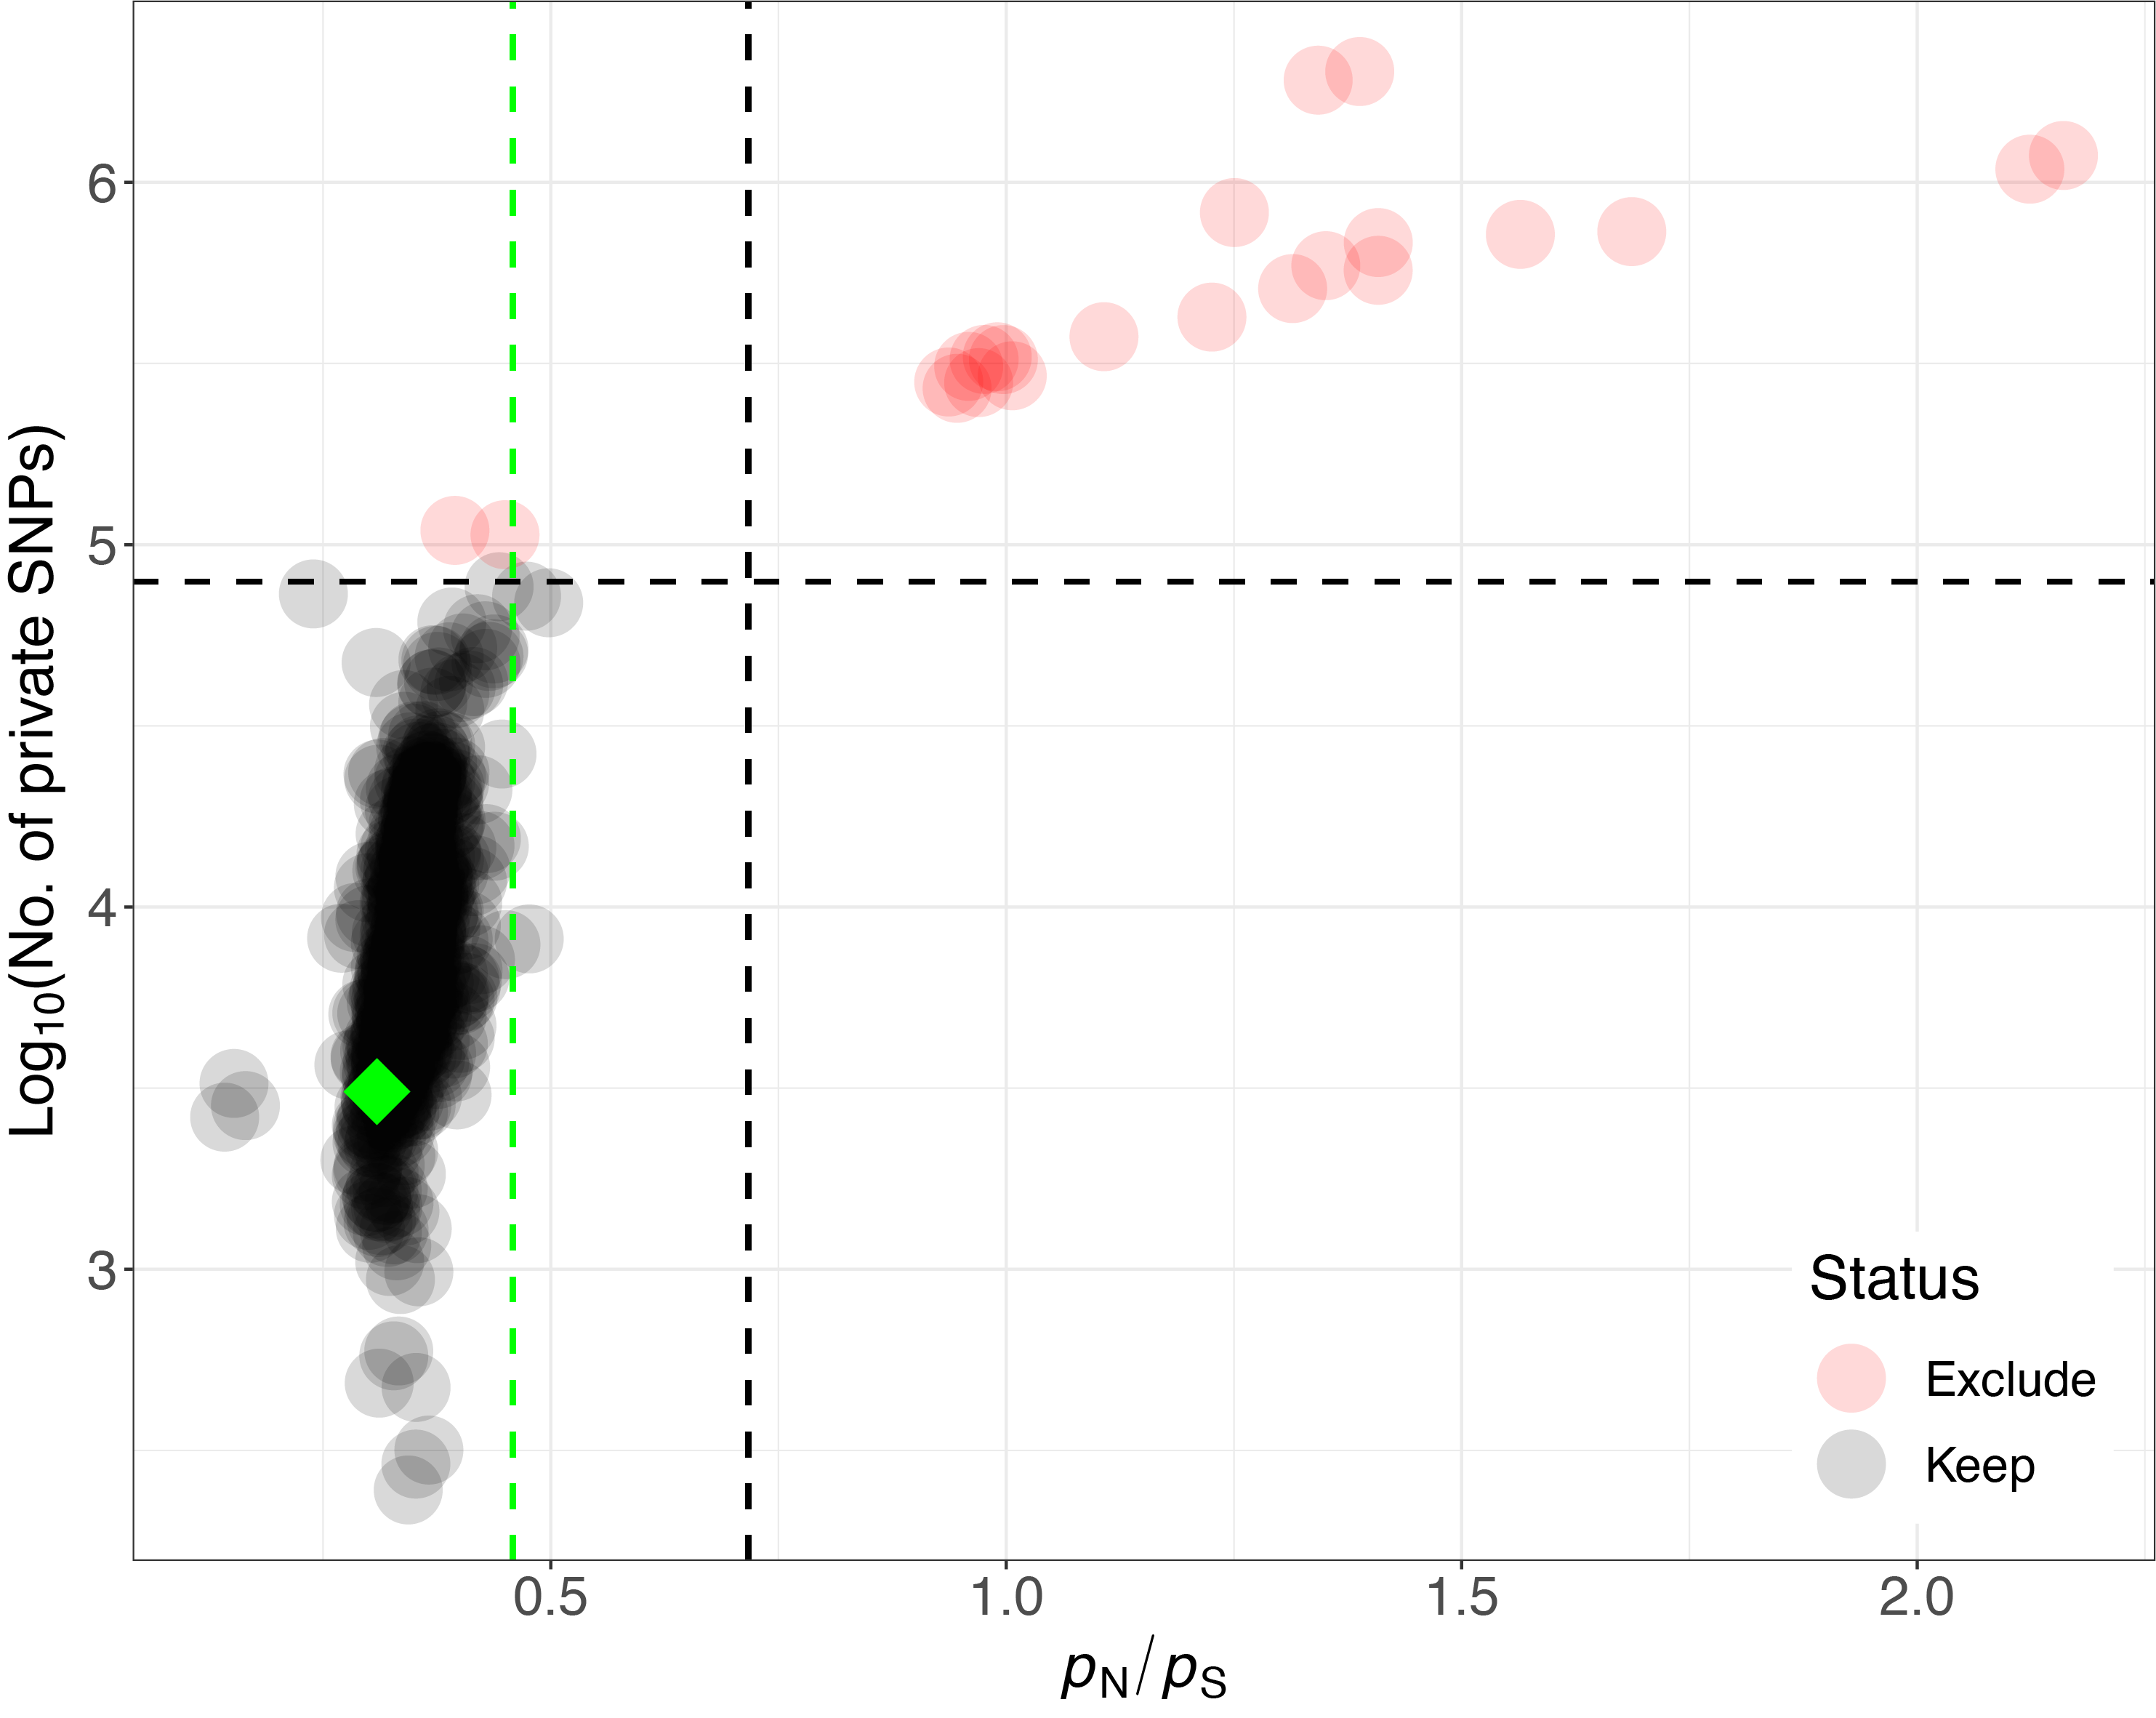 Log10(No. of private SNPs)
6
5
4
3
0.5 1.0 1.5 2.0
pN/pS
Status
Exclude
Keep